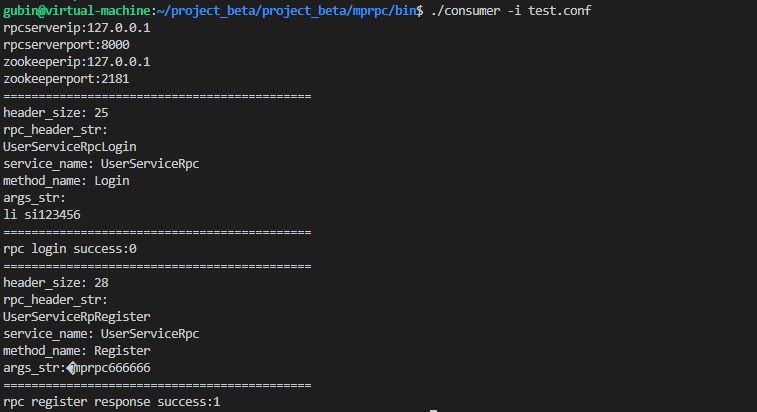 gubin@virtual-machine:~/project_beta/project_beta/mprpc/bin$ ./consumer -i test.conf
rpcserverip:127.0.0.1
rpcserverport:8000
zookeeperip:127.0.0.1
zookeeperport:2181
============================================
header_size: 25
rpc_header_str:
UserServiceRpcLogin
service_name: UserServiceRpc
method_name: Login
args_str:
li si123456
============================================
rpc login success:0
============================================
header_size: 28
rpc_header_str:
UserServiceRpRegister
service_name: UserServiceRpc
method_name: Register
args_str:�mprpc666666
============================================
rpc register response success:1